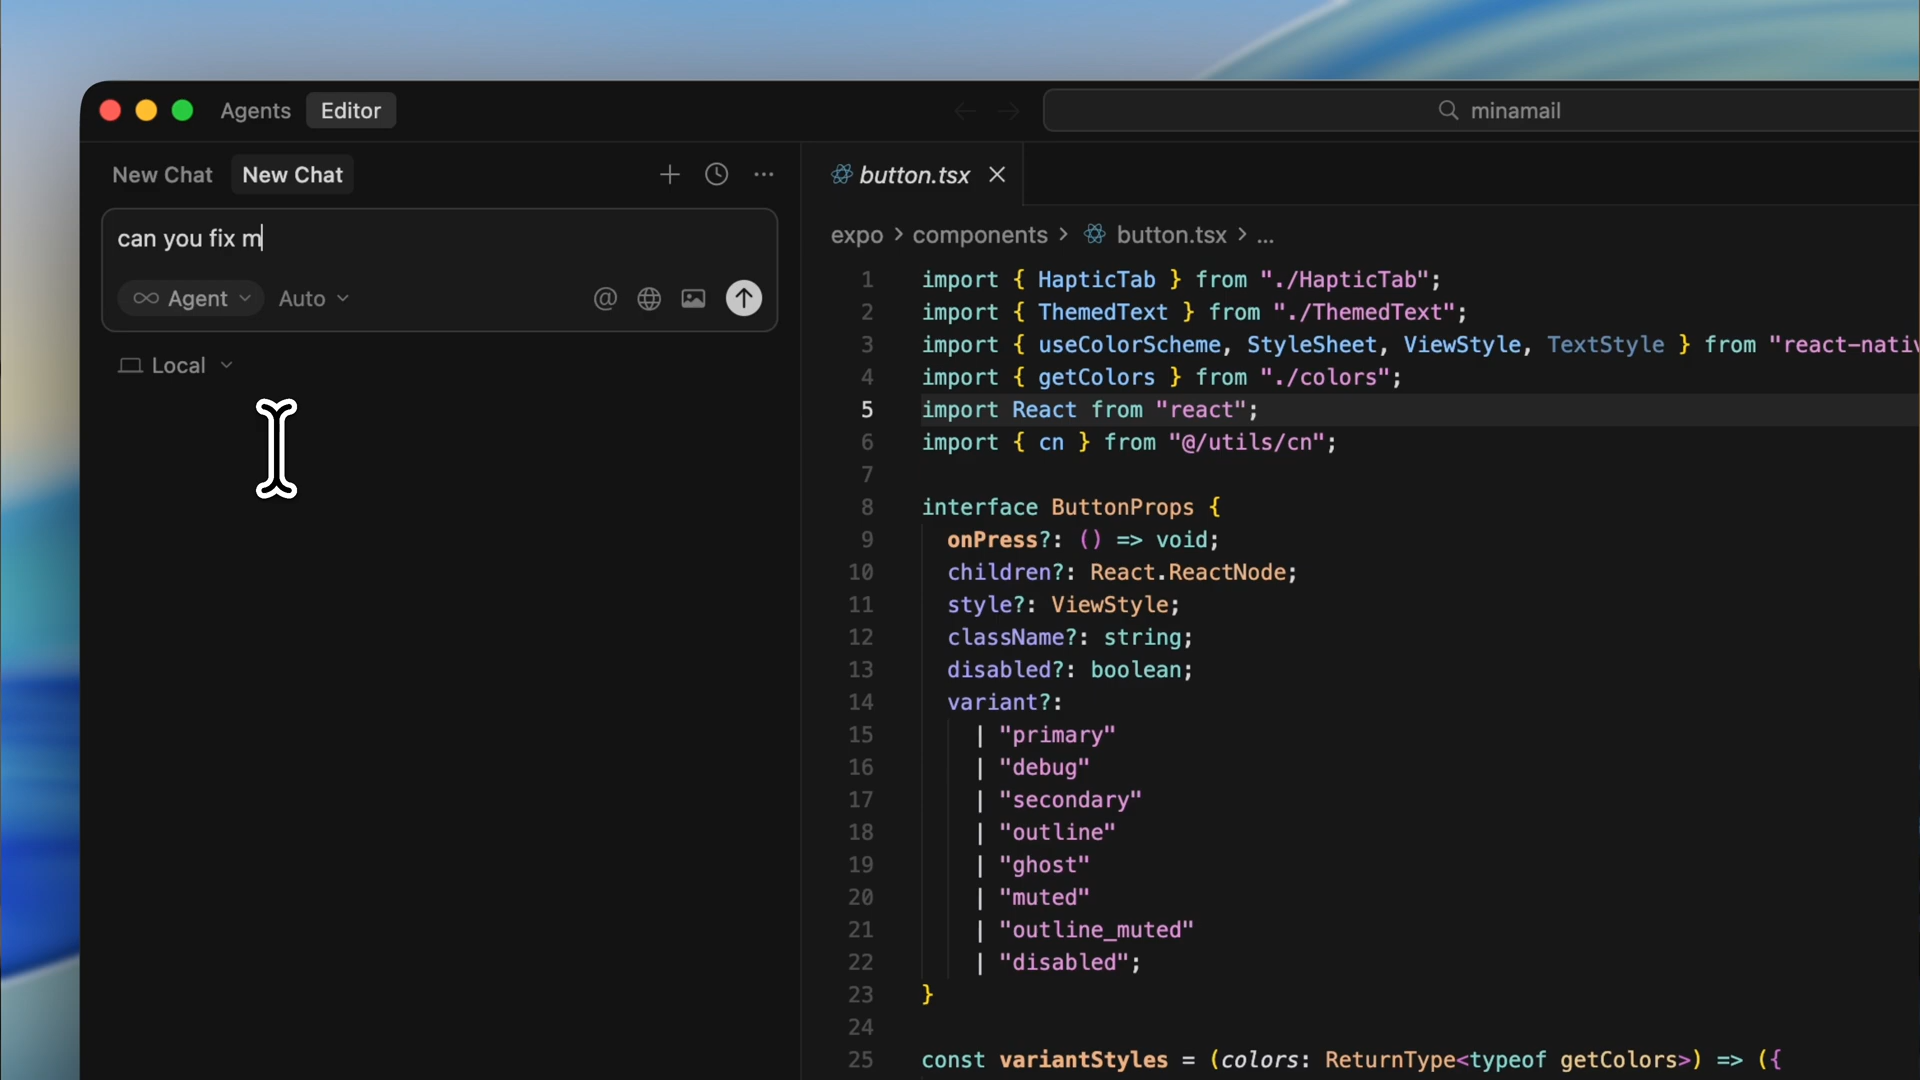 Agents Editor
minamail
New Chat New Chat
can you fix m
Agent Auto
Local
button.tsx
expo > components > button.tsx > ...
1 import { HapticTab } from "./HapticTab";
2 import { ThemedText } from "./ThemedText";
3 import { useColorScheme, StyleSheet, ViewStyle, TextStyle } from "react-nativ
4 import { getColors } from "./colors";
5 import React from "react";
6 import { cn } from "@/utils/cn";
7
8 interface ButtonProps {
9 onPress?: () => void;
10 children?: React.ReactNode;
11 style?: ViewStyle;
12 className?: string;
13 disabled?: boolean;
14 variant?:
15 | "primary"
16 | "debug"
17 | "secondary"
18 | "outline"
19 | "ghost"
20 | "muted"
21 | "outline_muted"
22 | "disabled";
23 }
24
25 const variantStyles = (colors: ReturnType<typeof getColors>) => ({